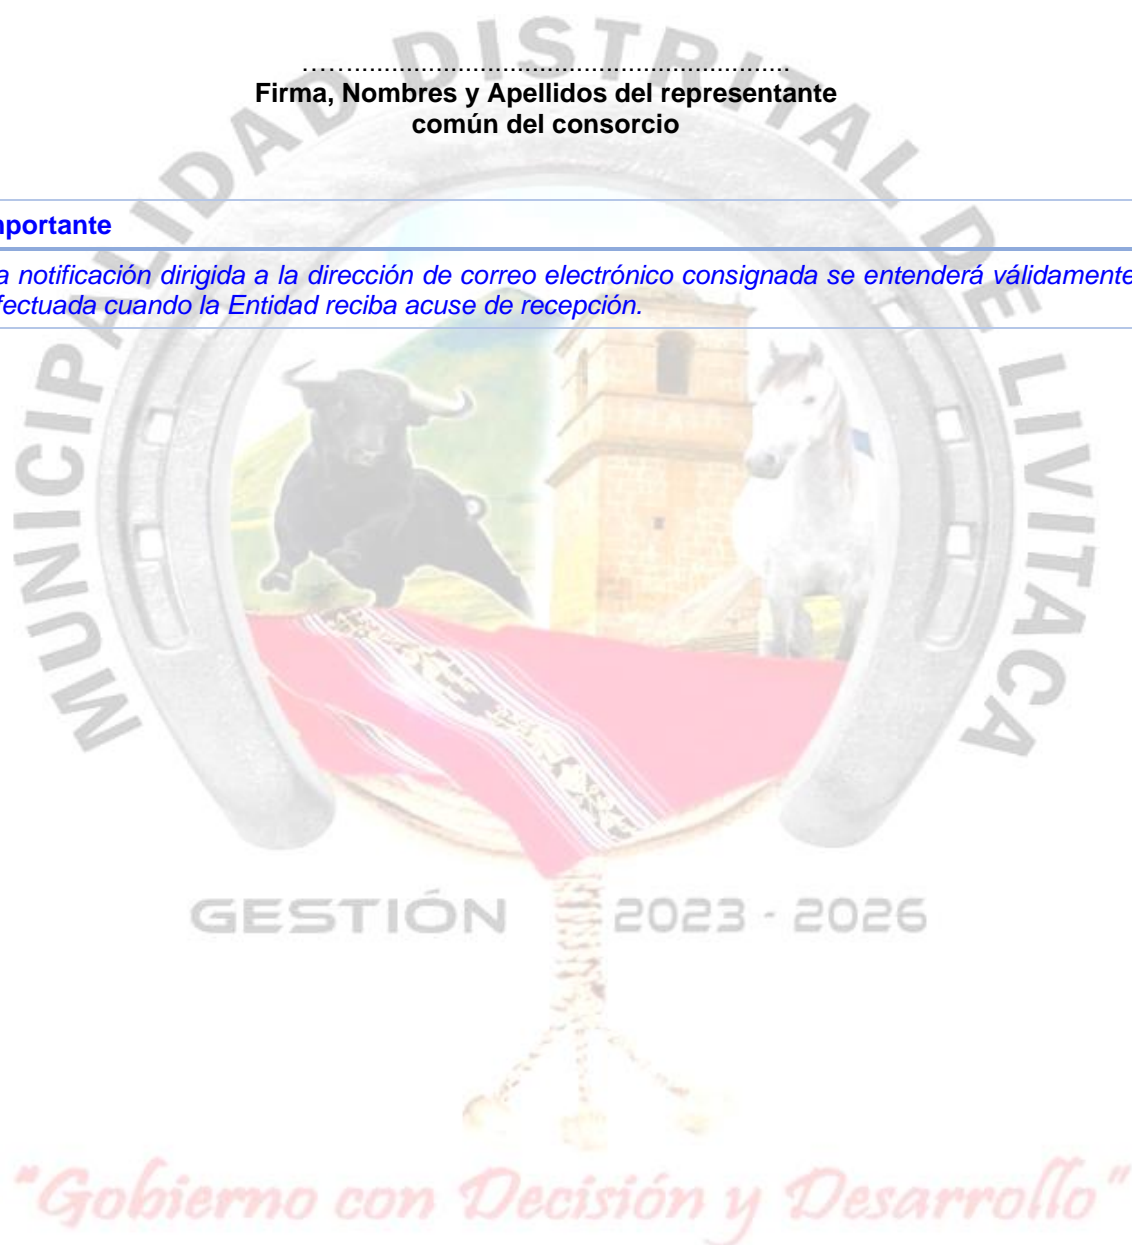 …….............................................................
Firma, Nombres y Apellidos del representante
común del consorcio
mportante
a notificación dirigida a la dirección de correo electrónico consignada se entenderá válidamente
fectuada cuando la Entidad reciba acuse de recepción.
MUNICIPALIDAD DISTRITAL DE LIVITACA
GESTIÓN 2023 - 2026
"Gobierno con Decisión y Desarrollo"